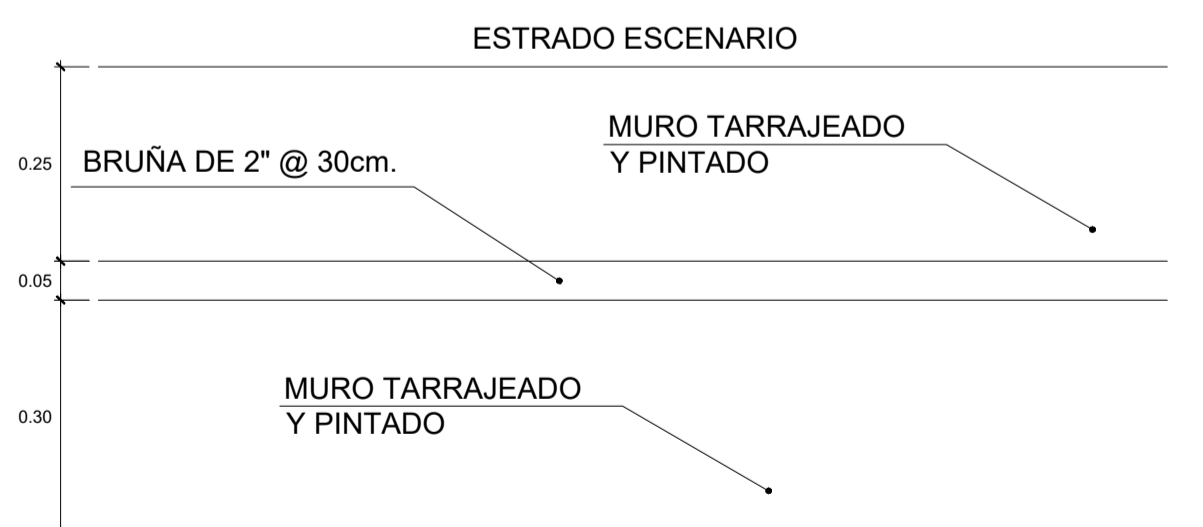 ESTRADO ESCENARIO
MURO TARRAJEADO
Y PINTADO
0.25
BRUÑA DE 2" @ 30cm.
0.05
MURO TARRAJEADO
Y PINTADO
0.30